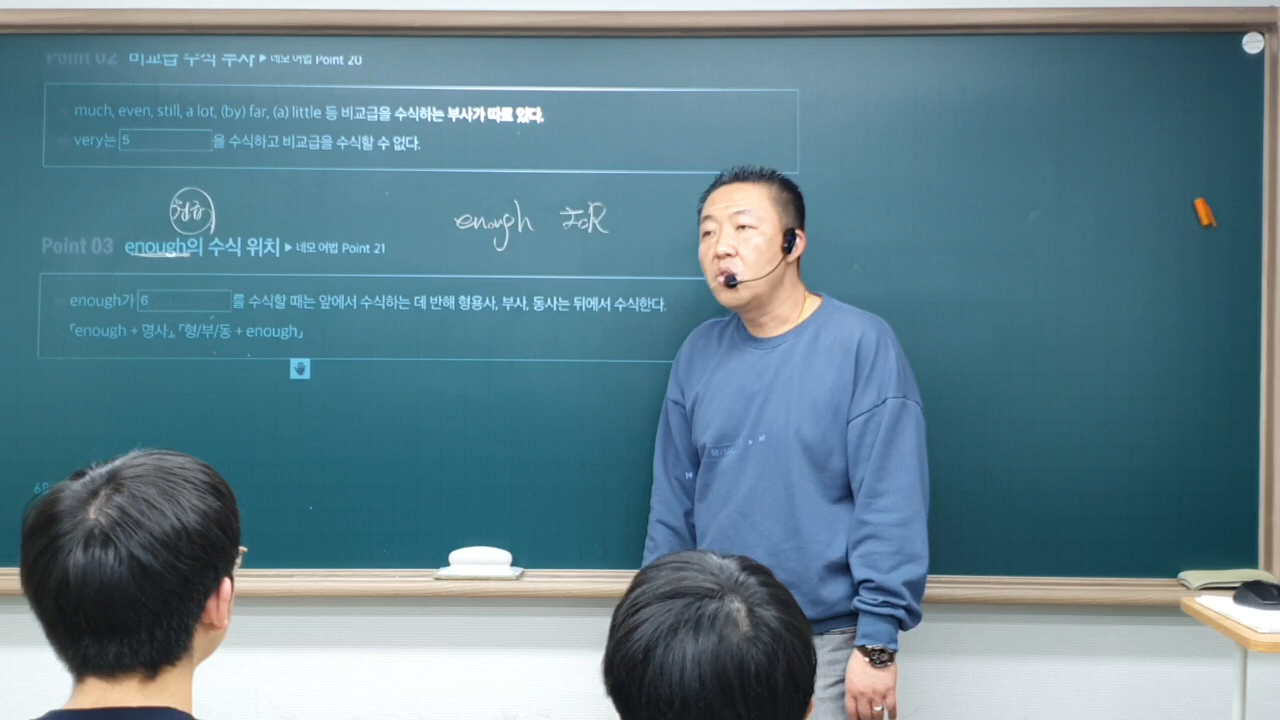 Point 02 비교급 수식 부사 ▶ 네모 어법 Point 20
much, even, still, a lot, (by) far, (a) little 등 비교급을 수식하는 부사가 따로 있다.
very는 5 을 수식하고 비교급을 수식할 수 없다.
enough
Point 03 enough의 수식 위치 ▶ 네모 어법 Point 21
enough가 6 를 수식할 때는 앞에서 수식하는 데 반해 형용사, 부사, 동사는 뒤에서 수식한다.
「enough + 명사」, 「형/부/동 + enough」